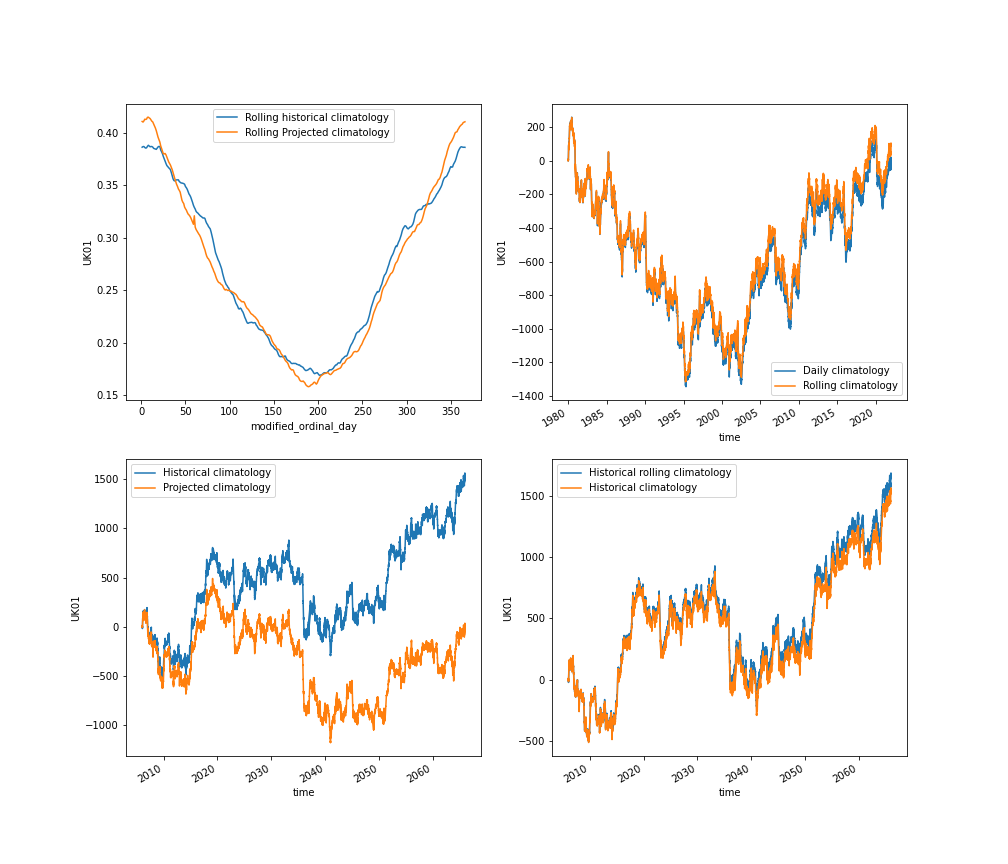 Rolling historical climatology
Rolling Projected climatology
0.40
0.35
0.30
0.25
0.20
0.15
UK01
0 50 100 150 200 250 300 350
modified_ordinal_day
200
0
−200
−400
−600
−800
−1000
−1200
−1400
UK01
Daily climatology
Rolling climatology
1980 1985 1990 1995 2000 2005 2010 2015 2020
time
Historical climatology
Projected climatology
1500
1000
500
0
−500
−1000
UK01
2010 2020 2030 2040 2050 2060
time
Historical rolling climatology
Historical climatology
1500
1000
500
0
−500
UK01
2010 2020 2030 2040 2050 2060
time